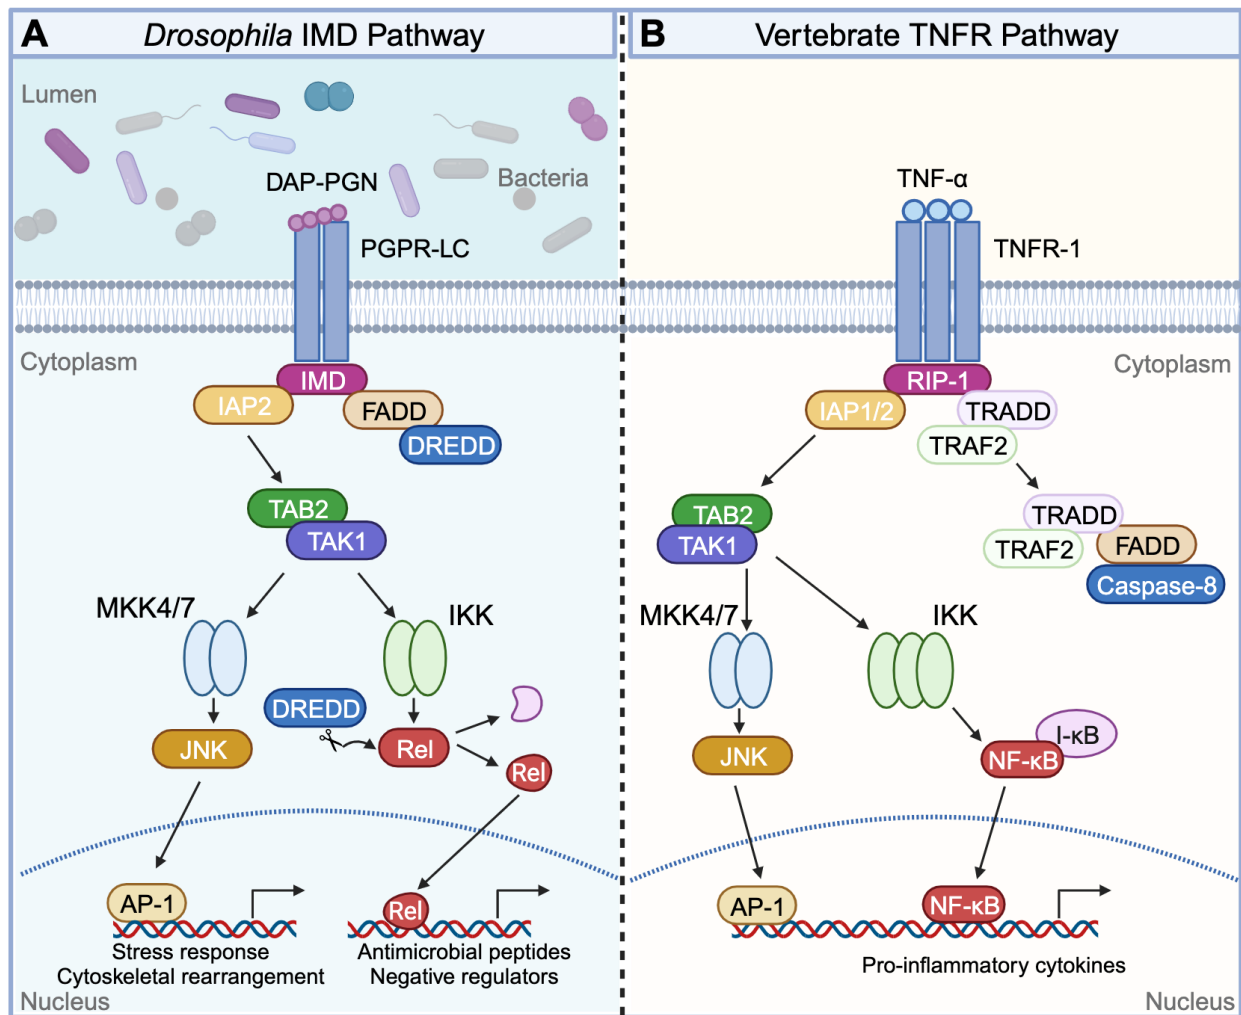 A
Drosophila IMD Pathway
Lumen
DAP-PGN
Bacteria
PGPR-LC
Cytoplasm
IMD
IAP2
FADD
DREDD
TAB2
TAK1
MKK4/7
IKK
DREDD
JNK
Rel
Rel
AP-1
Rel
Stress response
Cytoskeletal rearrangement
Antimicrobial peptides
Negative regulators
Nucleus
B
Vertebrate TNFR Pathway
TNF-α
TNFR-1
Cytoplasm
RIP-1
IAP1/2
TRADD
TRAF2
TAB2
TAK1
TRADD
TRAF2
FADD
Caspase-8
MKK4/7
IKK
JNK
I-κB
NF-κB
AP-1
NF-κB
Pro-inflammatory cytokines
Nucleus